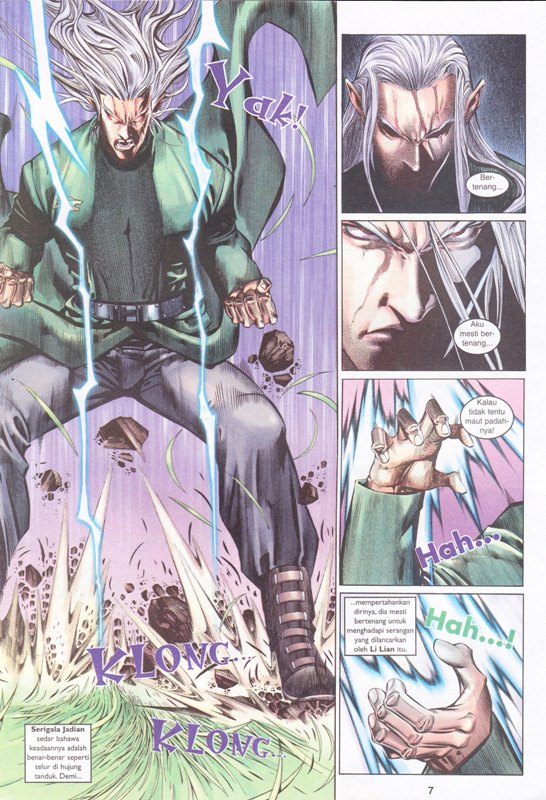 Yak!
KLONG...
KLONG...
Serigala Jadian
sedar bahawa
keadaannya adalah
benar-benar seperti
telur di hujung
tanduk. Demi...
Ber-
tenang...
Aku
mesti ber-
tenang...
Kalau
tidak tentu
maut padah-
nya!
Hah...
...mempertahankan
dirinya, dia mesti
bertenang untuk
menghadapi serangan
yang dilancarkan
oleh Li Lian itu.
Hah...!
7